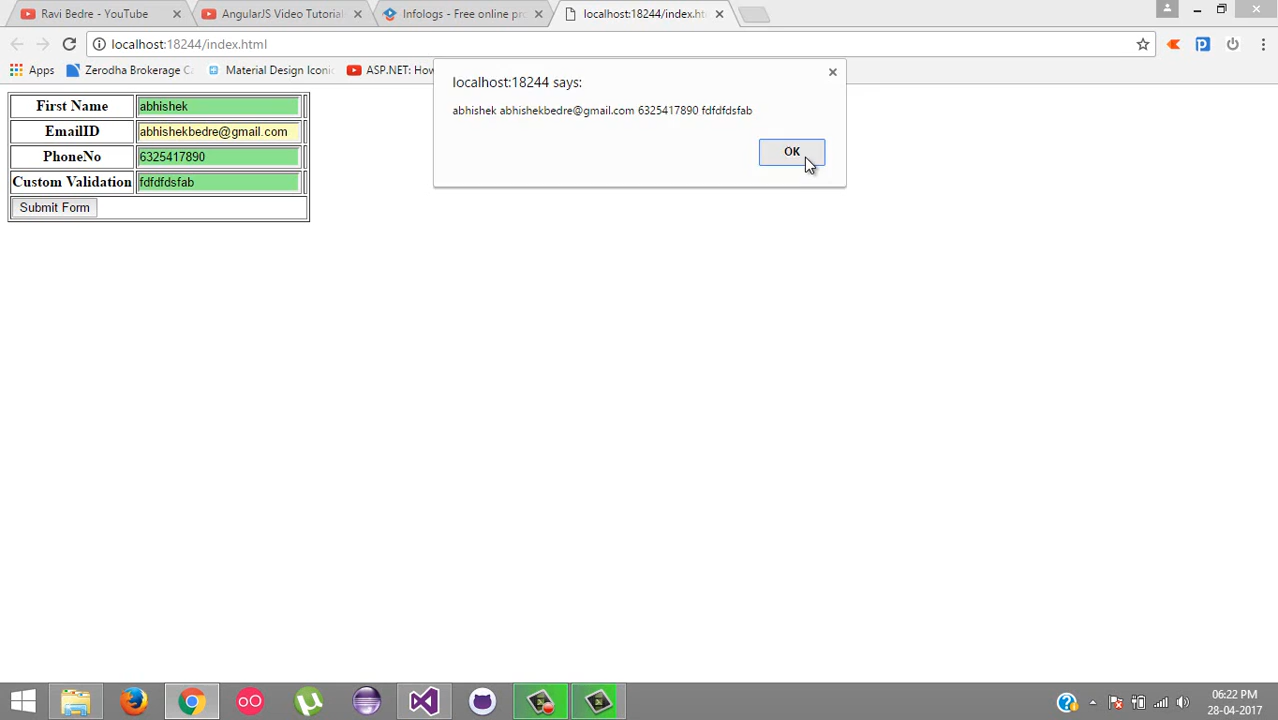 Ravi Bedre - YouTube
AngularJS Video Tutorial
Infologs - Free online pr
localhost:18244/index.ht
localhost:18244/index.html
Apps
Zerodha Brokerage Ca
Material Design Iconic
ASP.NET: Hov
localhost:18244 says:
abhishek abhishekbedre@gmail.com 6325417890 fdfdfdsfab
OK
First Name abhishek
EmailID abhishekbedre@gmail.com
PhoneNo 6325417890
Custom Validation fdfdfdsfab
Submit Form
06:22 PM
28-04-2017